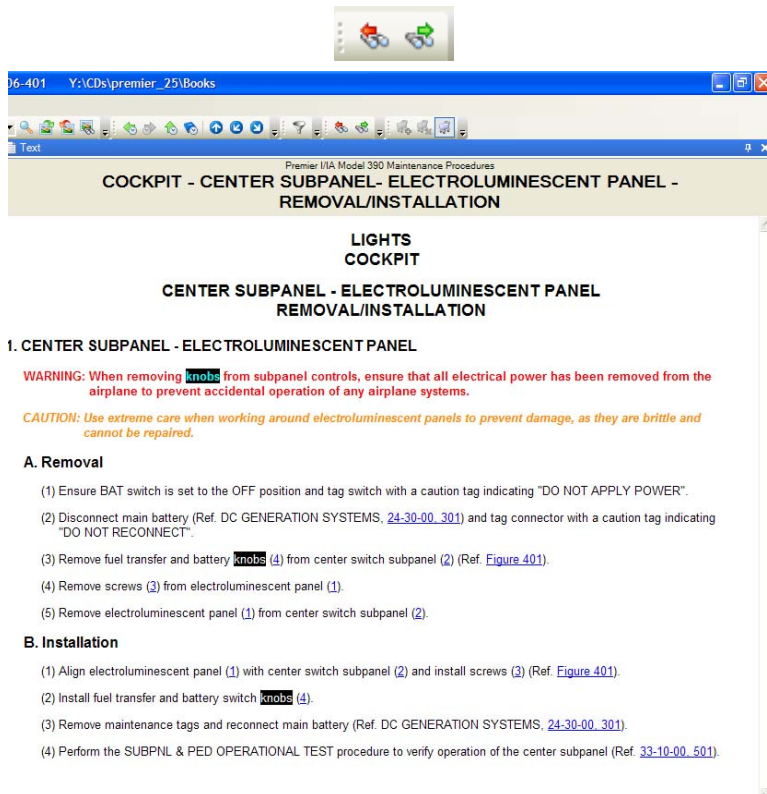 06-401 Y:\CDs\premier_25\Books
Text
Premier I/IA Model 390 Maintenance Procedures
COCKPIT - CENTER SUBPANEL- ELECTROLUMINESCENT PANEL -
REMOVAL/INSTALLATION
LIGHTS
COCKPIT
CENTER SUBPANEL - ELECTROLUMINESCENT PANEL
REMOVAL/INSTALLATION
1. CENTER SUBPANEL - ELECTROLUMINESCENT PANEL
WARNING: When removing knobs from subpanel controls, ensure that all electrical power has been removed from the
airplane to prevent accidental operation of any airplane systems.
CAUTION: Use extreme care when working around electroluminescent panels to prevent damage, as they are brittle and
cannot be repaired.
A. Removal
(1) Ensure BAT switch is set to the OFF position and tag switch with a caution tag indicating "DO NOT APPLY POWER".
(2) Disconnect main battery (Ref. DC GENERATION SYSTEMS, 24-30-00, 301) and tag connector with a caution tag indicating
"DO NOT RECONNECT".
(3) Remove fuel transfer and battery knobs (4) from center switch subpanel (2) (Ref. Figure 401).
(4) Remove screws (3) from electroluminescent panel (1).
(5) Remove electroluminescent panel (1) from center switch subpanel (2).
B. Installation
(1) Align electroluminescent panel (1) with center switch subpanel (2) and install screws (3) (Ref. Figure 401).
(2) Install fuel transfer and battery switch knobs (4).
(3) Remove maintenance tags and reconnect main battery (Ref. DC GENERATION SYSTEMS, 24-30-00, 301).
(4) Perform the SUBPNL & PED OPERATIONAL TEST procedure to verify operation of the center subpanel (Ref. 33-10-00, 501).